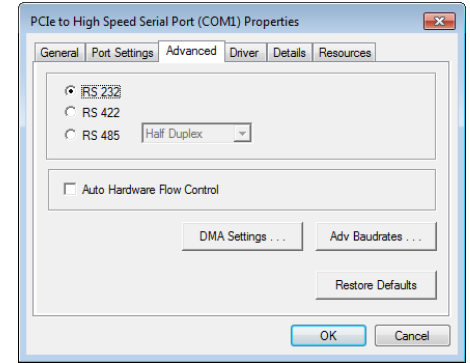 PCIe to High Speed Serial Port (COM1) Properties
General Port Settings Advanced Driver Details Resources
RS 232
RS 422
RS 485 Half Duplex
Auto Hardware Flow Control
DMA Settings . . . Adv Baudrates . . .
Restore Defaults
OK Cancel